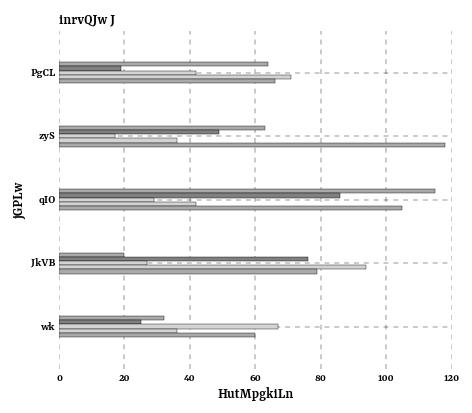 inrvQJw J
PgCL
zyS
qIO
JkVB
wk
jGPLw
0 20 40 60 80 100 120
HutMpgkiLn